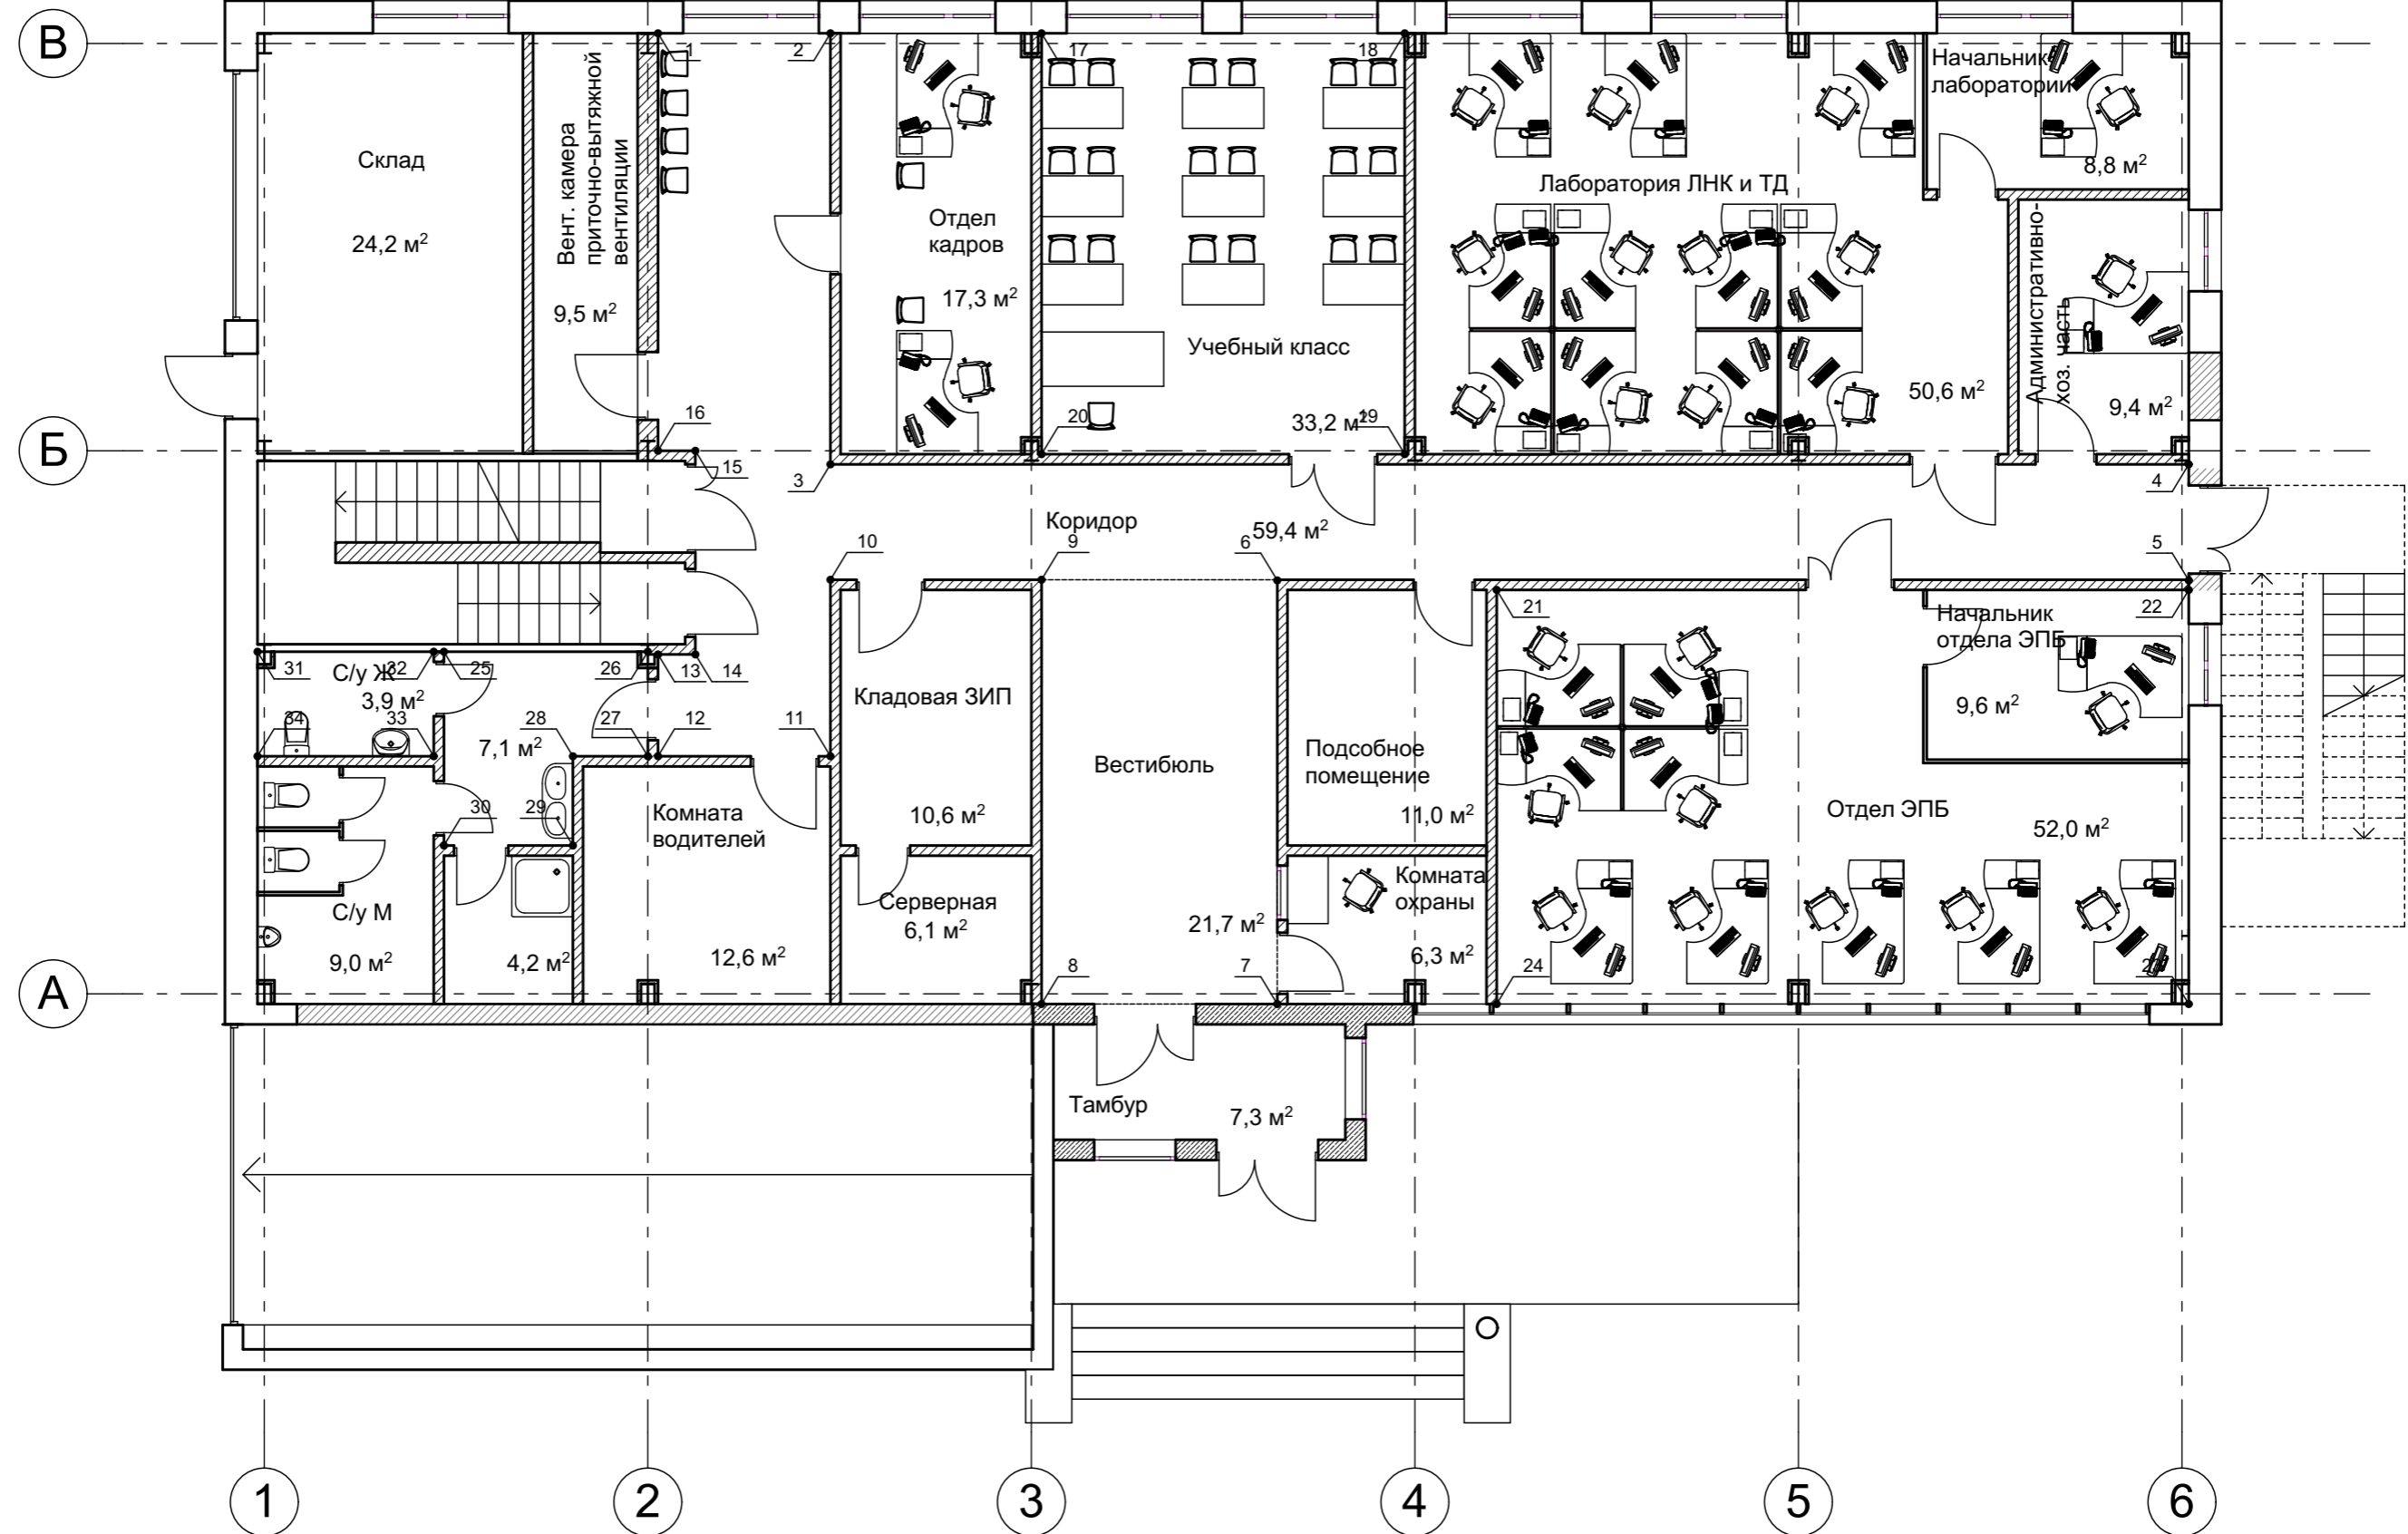 В
1
2
17
18
Начальник
лаборатории
8,8 м²
Склад
24,2 м²
Вент. камера
приточно-вытяжной
вентиляции
9,5 м²
Отдел
кадров
17,3 м²
Учебный класс
33,2 м²
Лаборатория ЛНК и ТД
50,6 м²
Административно-
хоз. часть
9,4 м²
Б
16
15
3
20
19
4
Коридор
59,4 м²
10
9
6
5
21
22
Начальник
отдела ЭПБ
9,6 м²
31
С/у Ж
3,9 м²
32
25
26
13
14
34
33
28
27
12
11
7,1 м²
Кладовая ЗИП
10,6 м²
Вестибюль
21,7 м²
Подсобное
помещение
11,0 м²
Отдел ЭПБ
52,0 м²
30
29
Комната
водителей
12,6 м²
Серверная
6,1 м²
Комната
охраны
6,3 м²
С/у М
9,0 м²
4,2 м²
А
8
7
24
Тамбур
7,3 м²
1
2
3
4
5
6